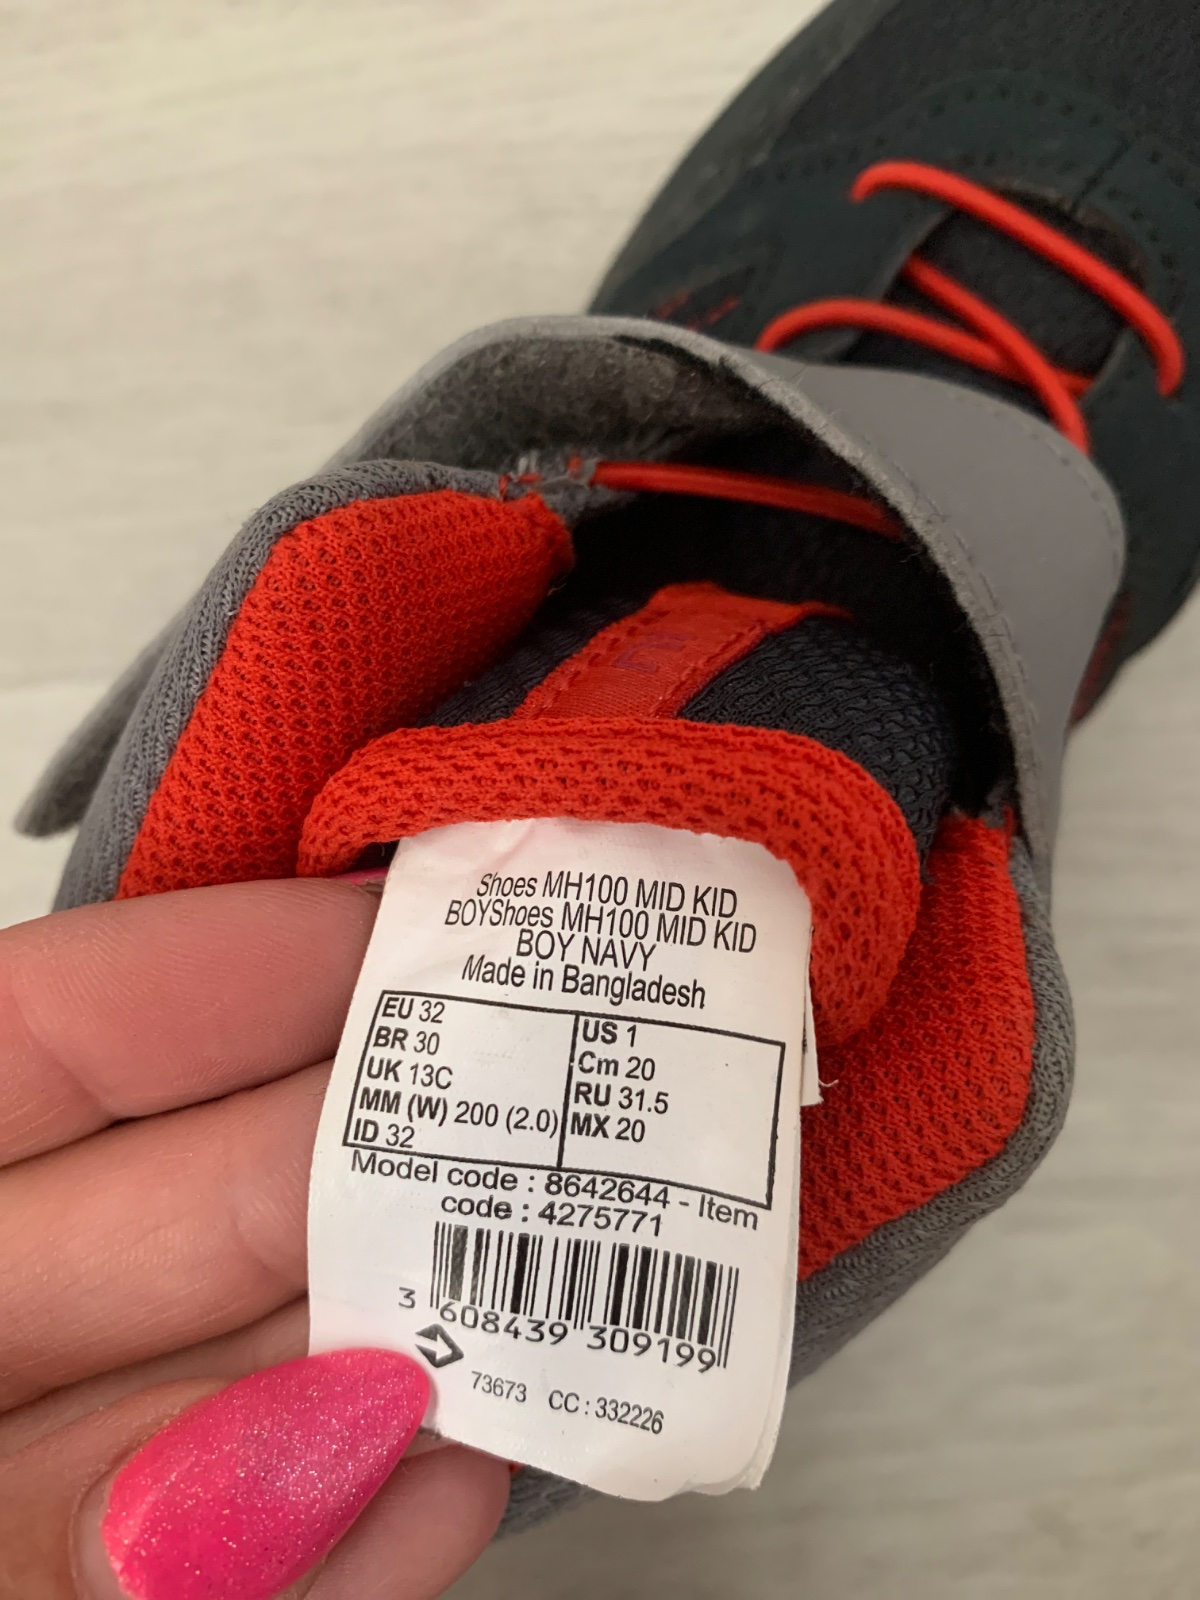 Shoes MH100 MID KID
BOYShoes MH100 MID KID
BOY NAVY
Made in Bangladesh
EU 32
BR 30
UK 13C
MM (W) 200 (2.0)
ID 32
US 1
Cm 20
RU 31.5
MX 20
Model code : 8642644 - Item
code : 4275771
3 608439 309199
73673 CC : 332226